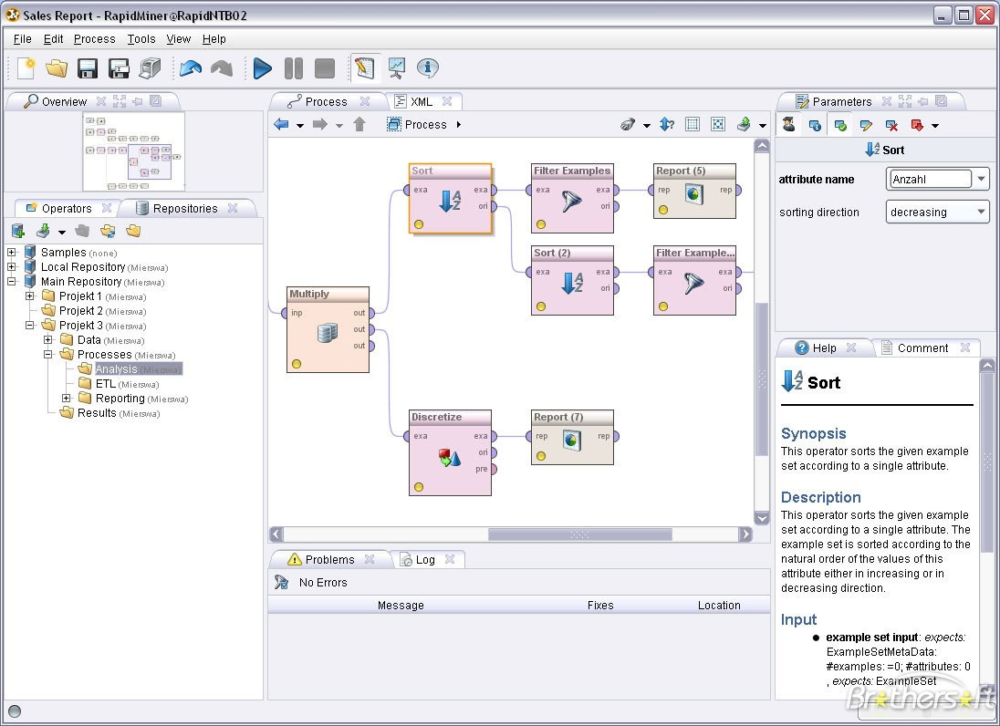 Sales Report - RapidMiner@RapidNTB02
File Edit Process Tools View Help
Overview
Operators
Repositories
Samples (none)
Local Repository (Mierswa)
Main Repository (Mierswa)
Projekt 1 (Mierswa)
Projekt 2 (Mierswa)
Projekt 3 (Mierswa)
Data (Mierswa)
Processes (Mierswa)
Analysis (Mierswa)
ETL (Mierswa)
Reporting (Mierswa)
Results (Mierswa)
Process
XML
Process
Sort
exa exa
ori
Filter Examples
exa exa
ori
Report (5)
rep rep
Sort (2)
exa exa
ori
Filter Example...
exa exa
ori
Multiply
inp out
out
out
Discretize
exa exa
ori
pre
Report (7)
rep rep
Problems
Log
No Errors
Message Fixes Location
Parameters
Sort
attribute name Anzahl
sorting direction decreasing
Help
Comment
Sort
Synopsis
This operator sorts the given example
set according to a single attribute.
Description
This operator sorts the given example
set according to a single attribute. The
example set is sorted according to the
natural order of the values of this
attribute either in increasing or in
decreasing direction.
Input
example set input: expects:
ExampleSetMetaData:
#examples: =0; #attributes: 0
, expects: ExampleSet
Brothersoft